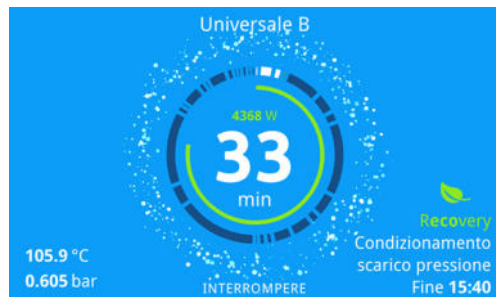 Universale B
4368 W
33
min
Recovery
Condizionamento
scarico pressione
Fine 15:40
105.9 °C
0.605 bar
INTERROMPERE